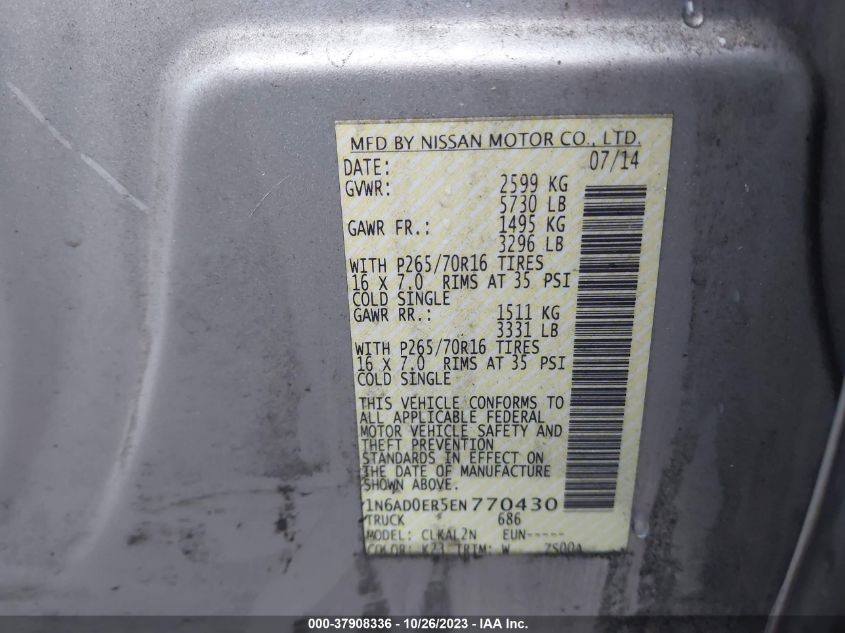 MFD BY NISSAN MOTOR CO., LTD.
DATE: 07/14
GVWR: 2599 KG
5730 LB
GAWR FR.: 1495 KG
3296 LB
WITH P265/70R16 TIRES
16 X 7.0 RIMS AT 35 PSI
COLD SINGLE
GAWR RR.: 1511 KG
3331 LB
WITH P265/70R16 TIRES
16 X 7.0 RIMS AT 35 PSI
COLD SINGLE
THIS VEHICLE CONFORMS TO
ALL APPLICABLE FEDERAL
MOTOR VEHICLE SAFETY AND
THEFT PREVENTION
STANDARDS IN EFFECT ON
THE DATE OF MANUFACTURE
SHOWN ABOVE.
1N6AD0ER5EN770430
TRUCK 686
MODEL: CLKAL2N EUN-----
COLOR: K23 TRIM: W ZS00A
000-37908336 - 10/26/2023 - IAA Inc.